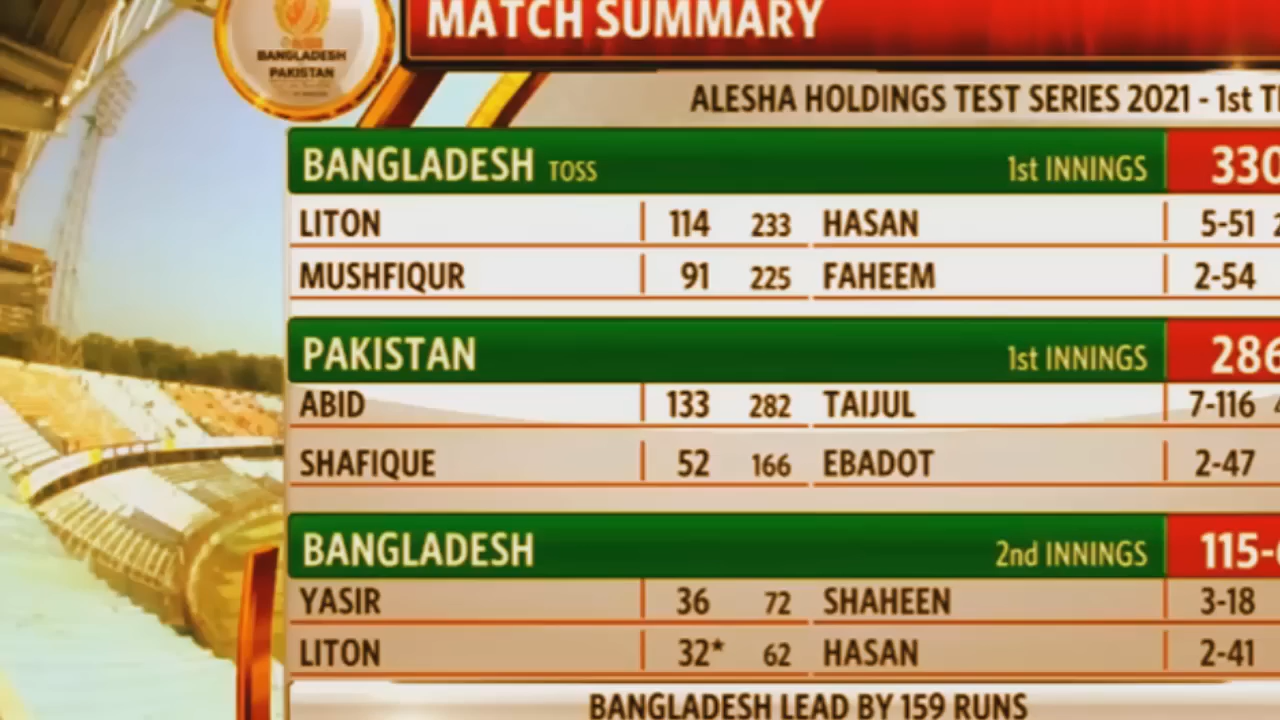 BANGLADESH
PAKISTAN
MATCH SUMMARY
ALESHA HOLDINGS TEST SERIES 2021 - 1st
BANGLADESH TOSS 1st INNINGS 330
LITON 114 233 HASAN 5-51
MUSHFIQUR 91 225 FAHEEM 2-54
PAKISTAN 1st INNINGS 286
ABID 133 282 TAIJUL 7-116
SHAFIQUE 52 166 EBADOT 2-47
BANGLADESH 2nd INNINGS 115-
YASIR 36 72 SHAHEEN 3-18
LITON 32* 62 HASAN 2-41
BANGLADESH LEAD BY 159 RUNS